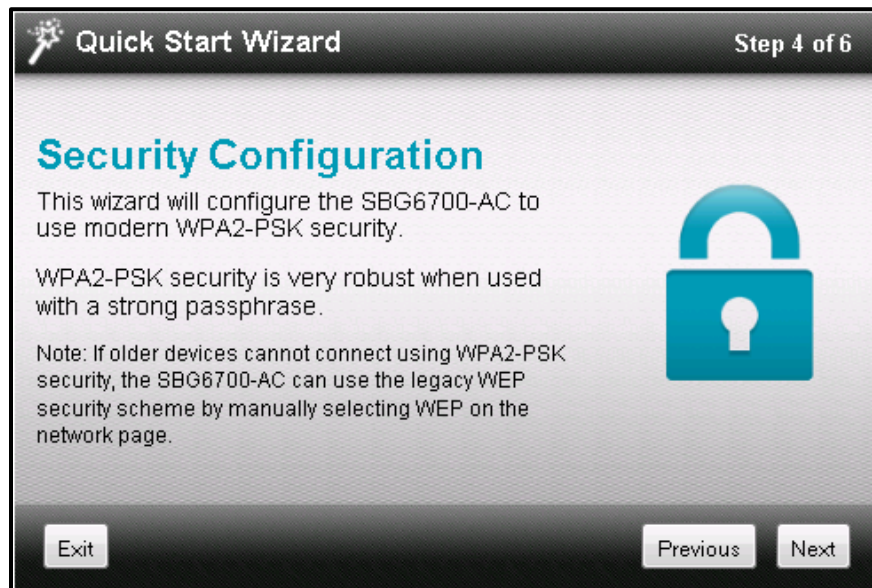 Quick Start Wizard
Step 4 of 6
Security Configuration
This wizard will configure the SBG6700-AC to
use modern WPA2-PSK security.
WPA2-PSK security is very robust when used
with a strong passphrase.
Note: If older devices cannot connect using WPA2-PSK
security, the SBG6700-AC can use the legacy WEP
security scheme by manually selecting WEP on the
network page.
Exit
Previous
Next